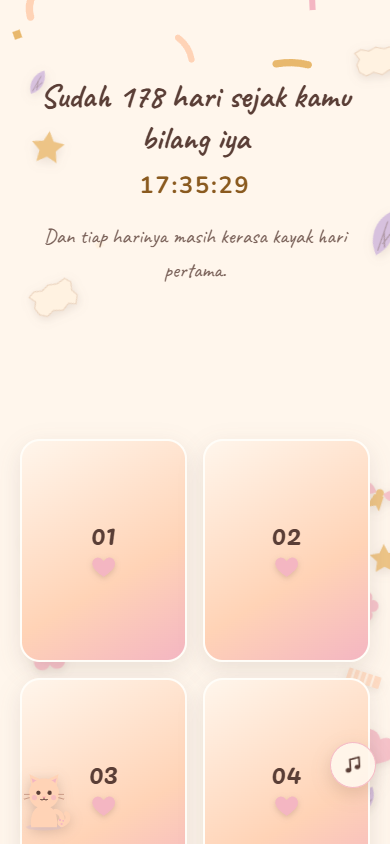 Sudah 178 hari sejak kamu
bilang iya
17:35:29
Dan tiap harinya masih kerasa kayak hari
pertama.
01
02
03
04